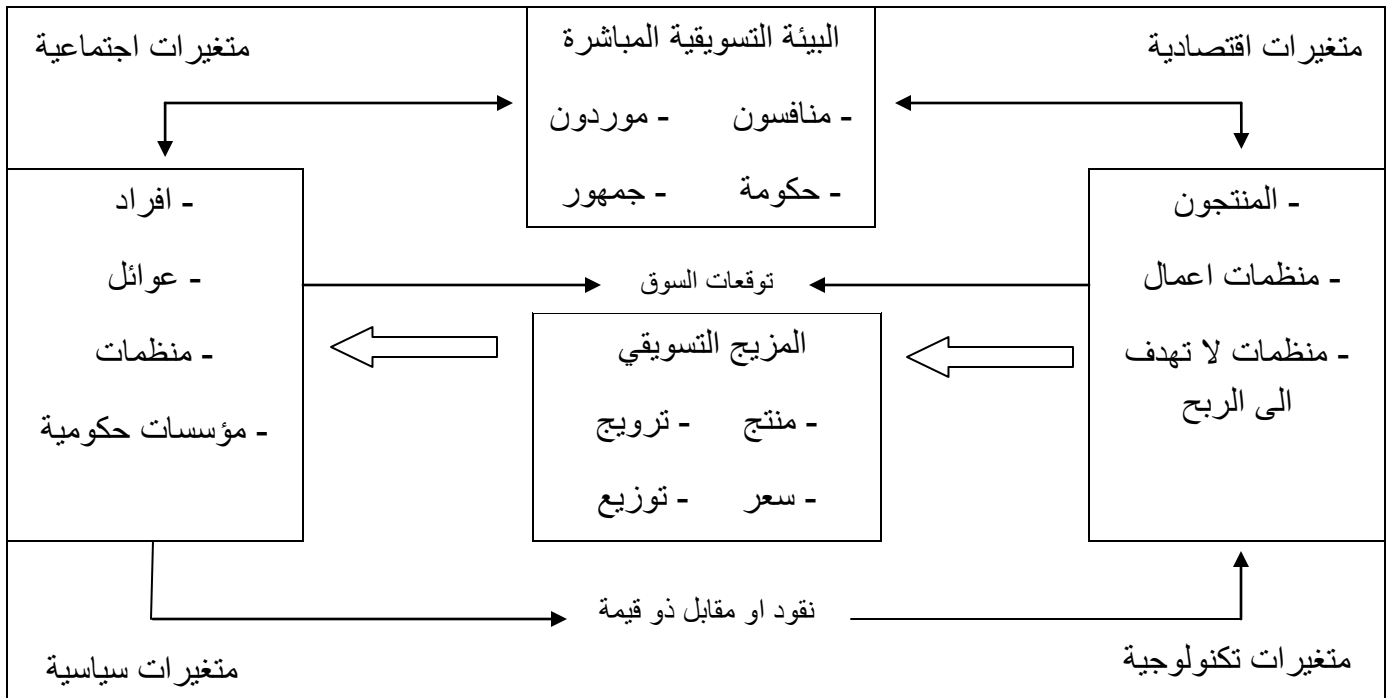 متغيرات اقتصادية
البيئة التسويقية المباشرة
- منافسون - موردون
- حكومة - جمهور
متغيرات اجتماعية
- المنتجون
- منظمات اعمال
- منظمات لا تهدف
الى الربح
توقعات السوق
المزيج التسويقي
- منتج - ترويج
- سعر - توزيع
- افراد
- عوائل
- منظمات
- مؤسسات حكومية
نقود او مقابل ذو قيمة
متغيرات تكنولوجية
متغيرات سياسية